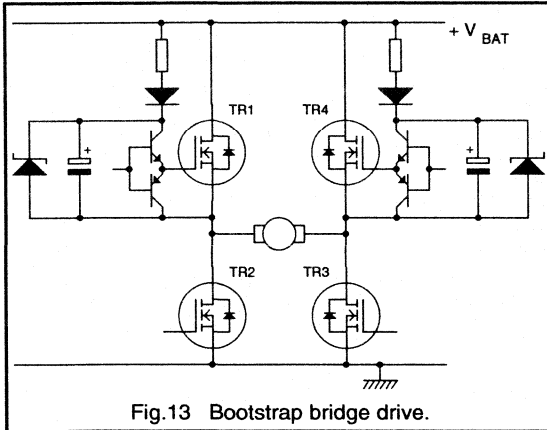 + V BAT
TR1
TR4
+
+
TR2
TR3
Fig.13 Bootstrap bridge drive.